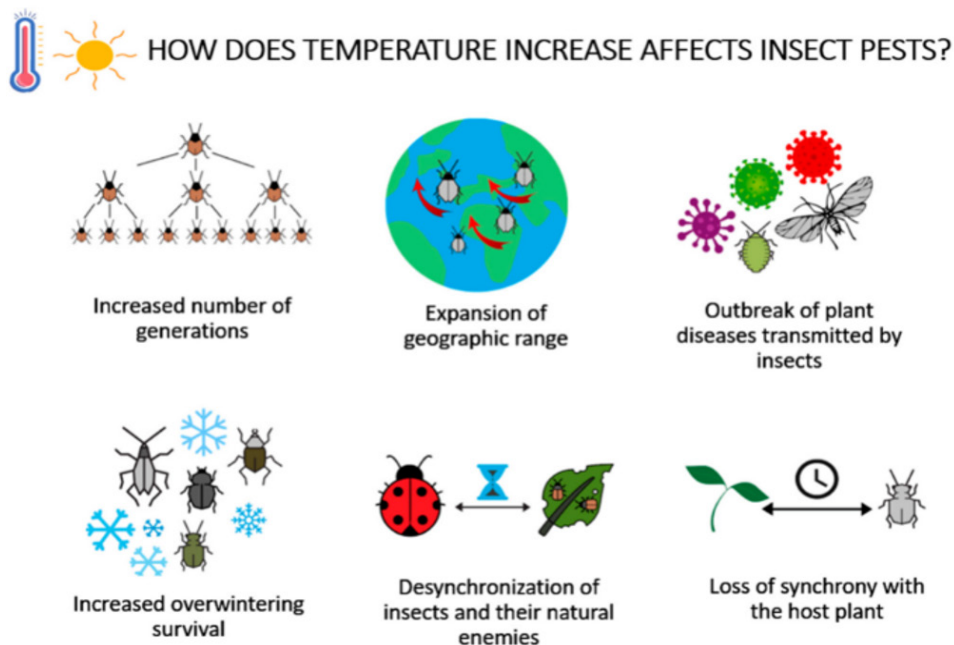 HOW DOES TEMPERATURE INCREASE AFFECTS INSECT PESTS?
Increased number of
generations
Expansion of
geographic range
Outbreak of plant
diseases transmitted by
insects
Increased overwintering
survival
Desynchronization of
insects and their natural
enemies
Loss of synchrony with
the host plant